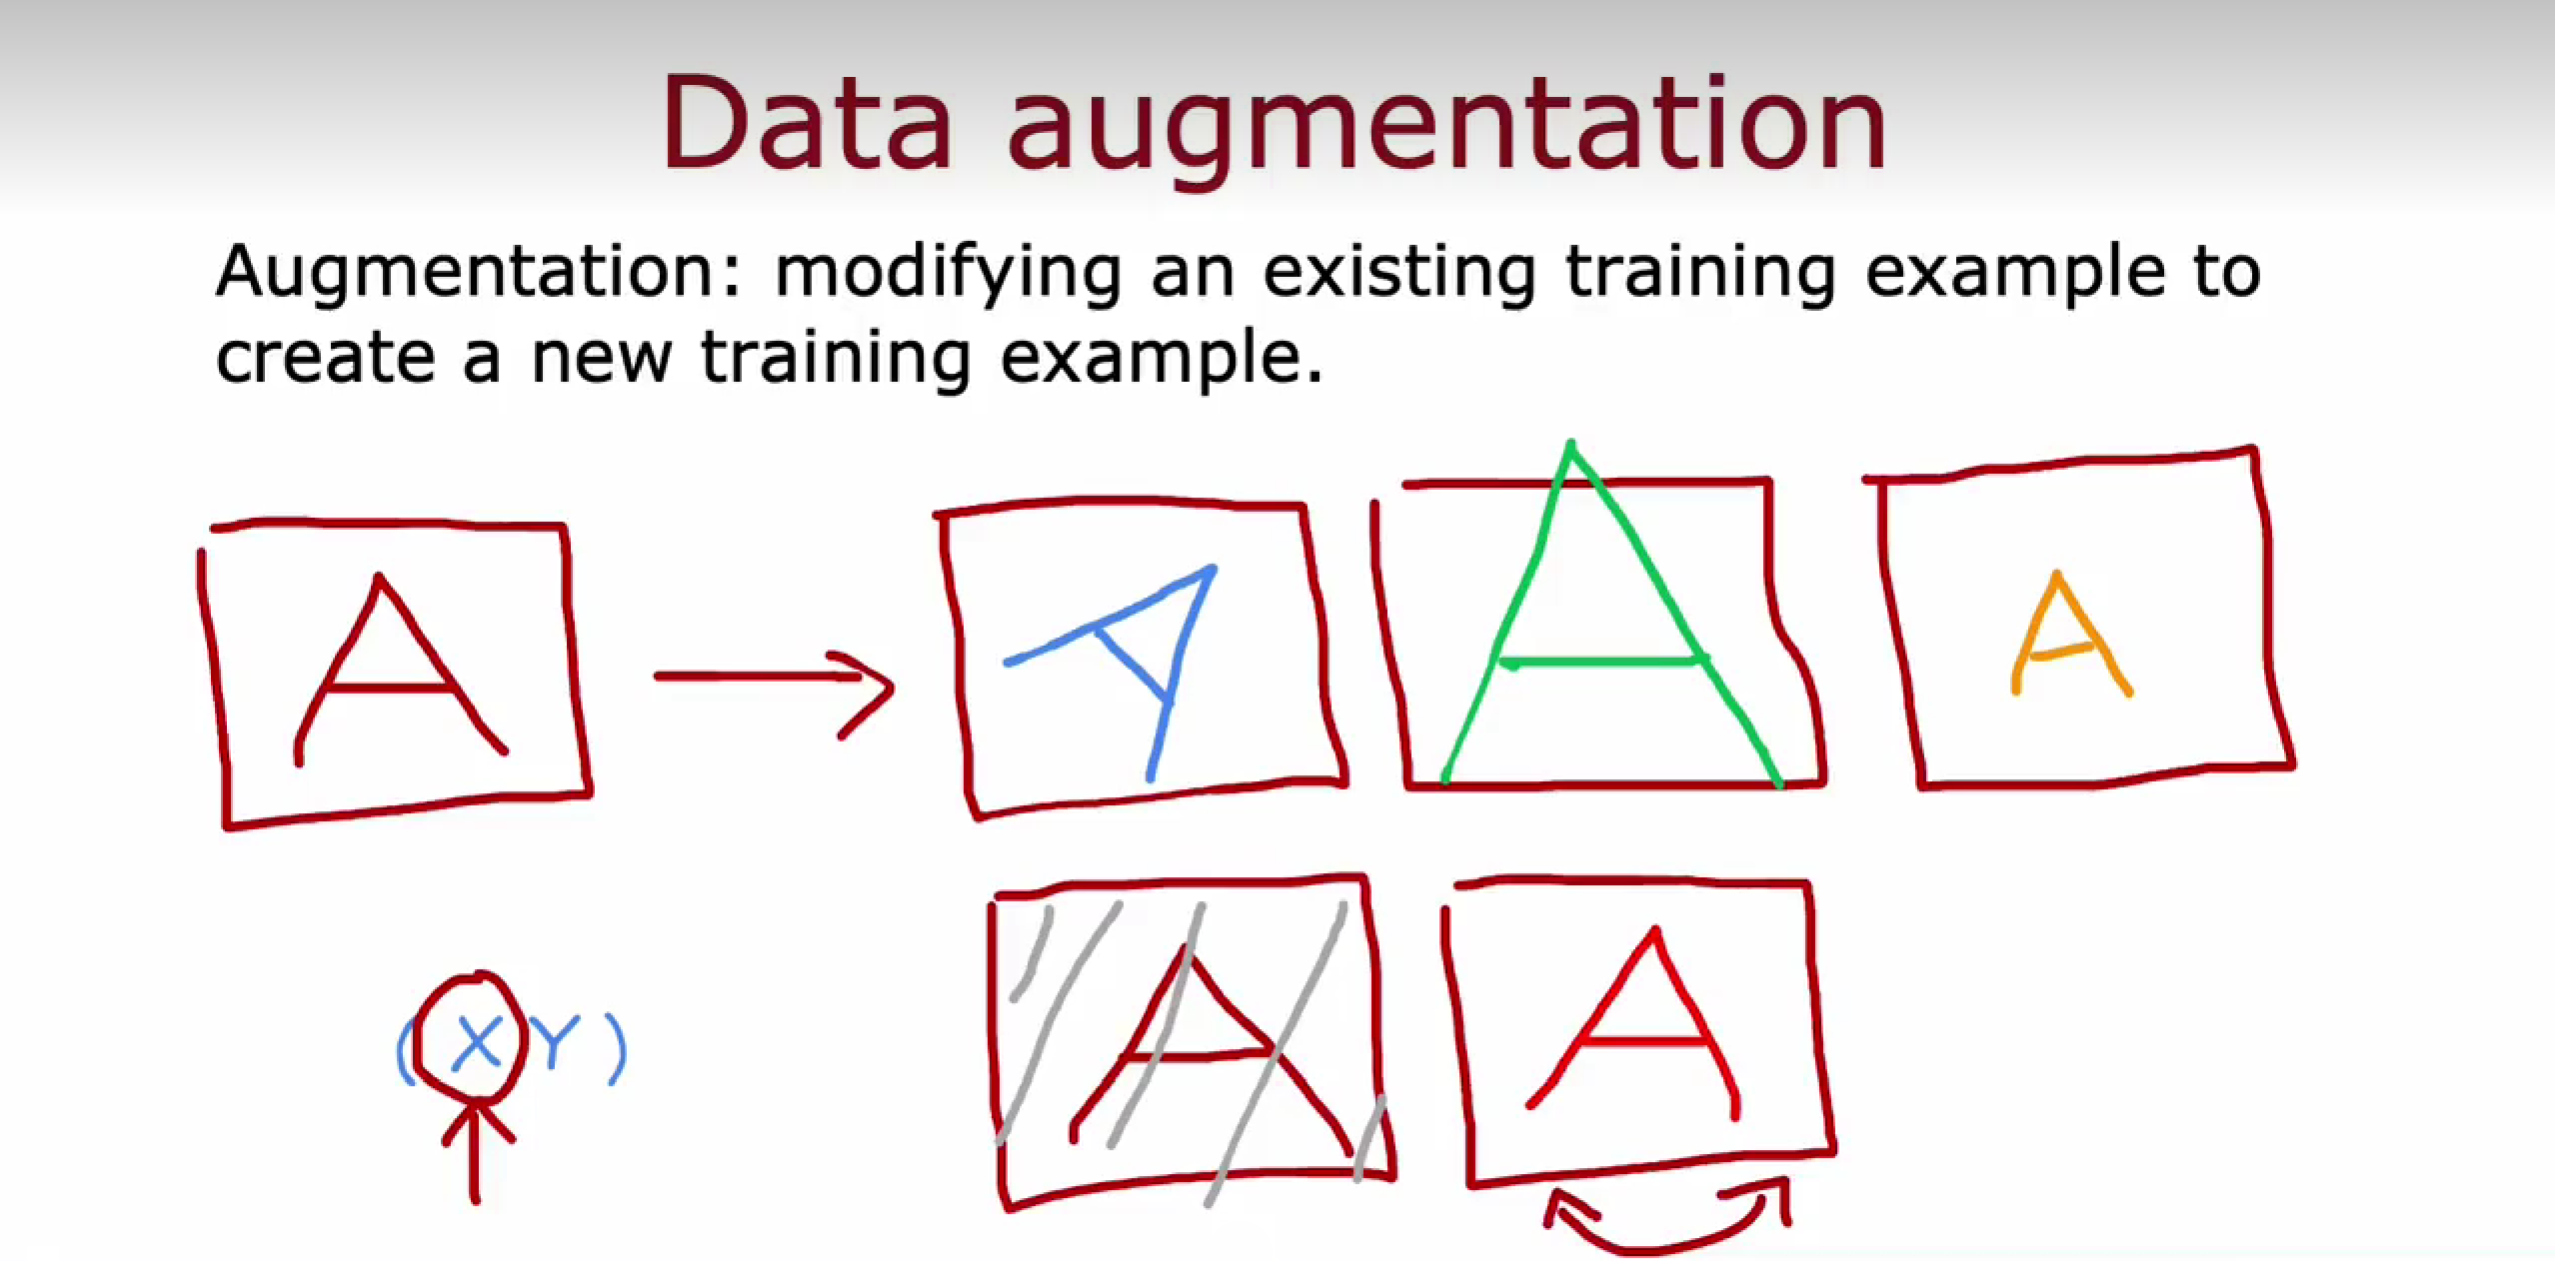 Data augmentation
Augmentation: modifying an existing training example to
create a new training example.
A
A
A
A
A
A
( X Y )